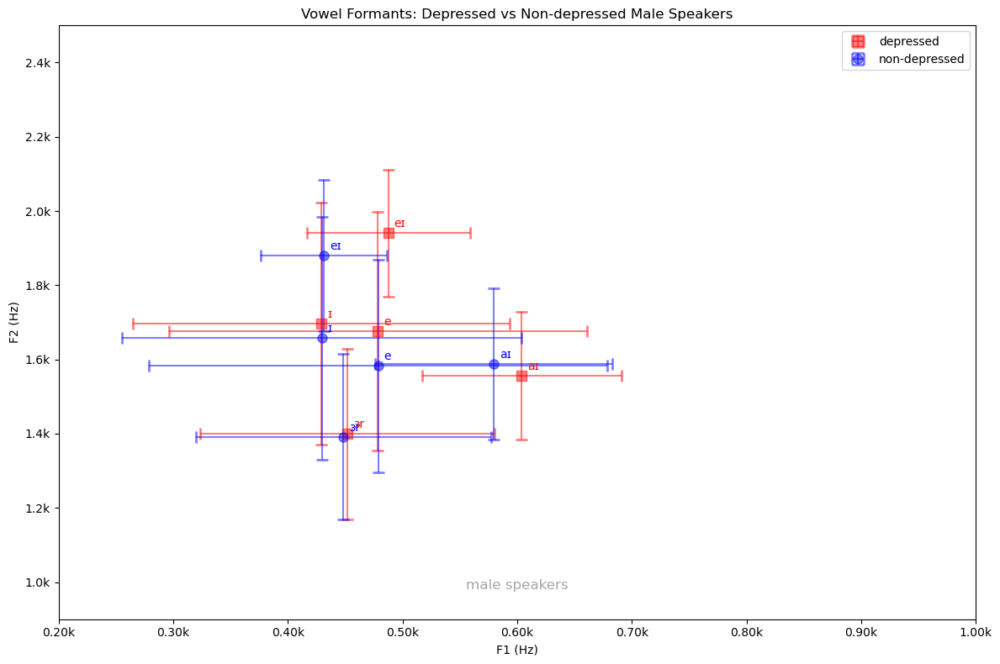 Vowel Formants: Depressed vs Non-depressed Male Speakers
depressed
non-depressed
2.4k
2.2k
2.0k
1.8k
1.6k
1.4k
1.2k
1.0k
F2 (Hz)
eɪ
eɪ
ɪ
ɪ
e
e
aɪ
aɪ
ɜr
ɜr
male speakers
0.20k 0.30k 0.40k 0.50k 0.60k 0.70k 0.80k 0.90k 1.00k
F1 (Hz)